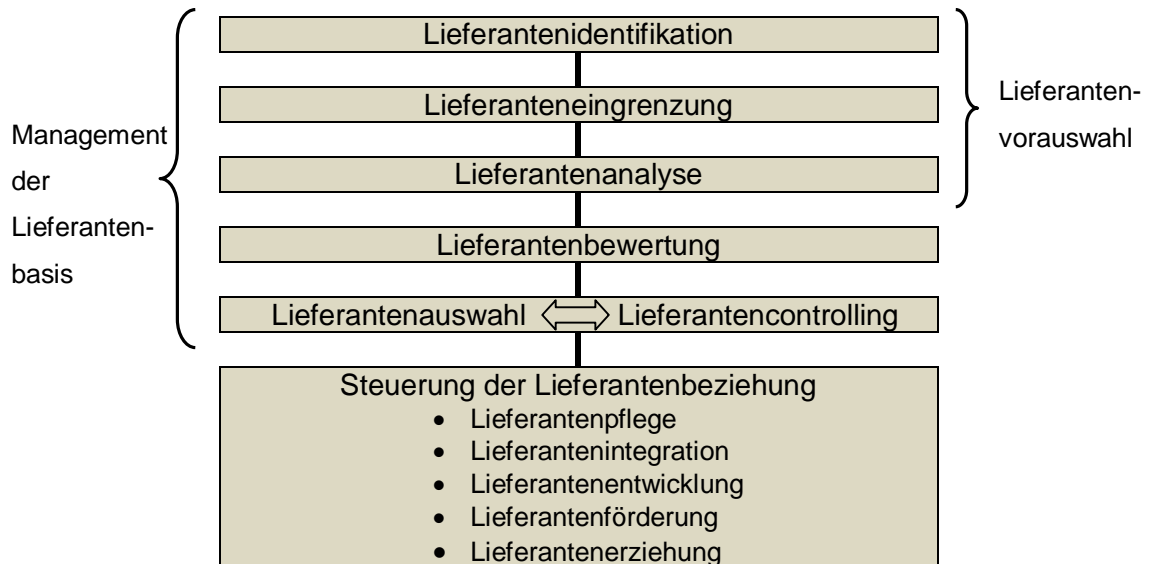 Lieferantenidentifikation
Lieferanteneingrenzung
Lieferantenanalyse
Lieferantenbewertung
Lieferantenauswahl Lieferantencontrolling
Steuerung der Lieferantenbeziehung
• Lieferantenpflege
• Lieferantenintegration
• Lieferantenentwicklung
• Lieferantenförderung
• Lieferantenerziehung
Management
der
Lieferanten-
basis
Lieferanten-
vorauswahl